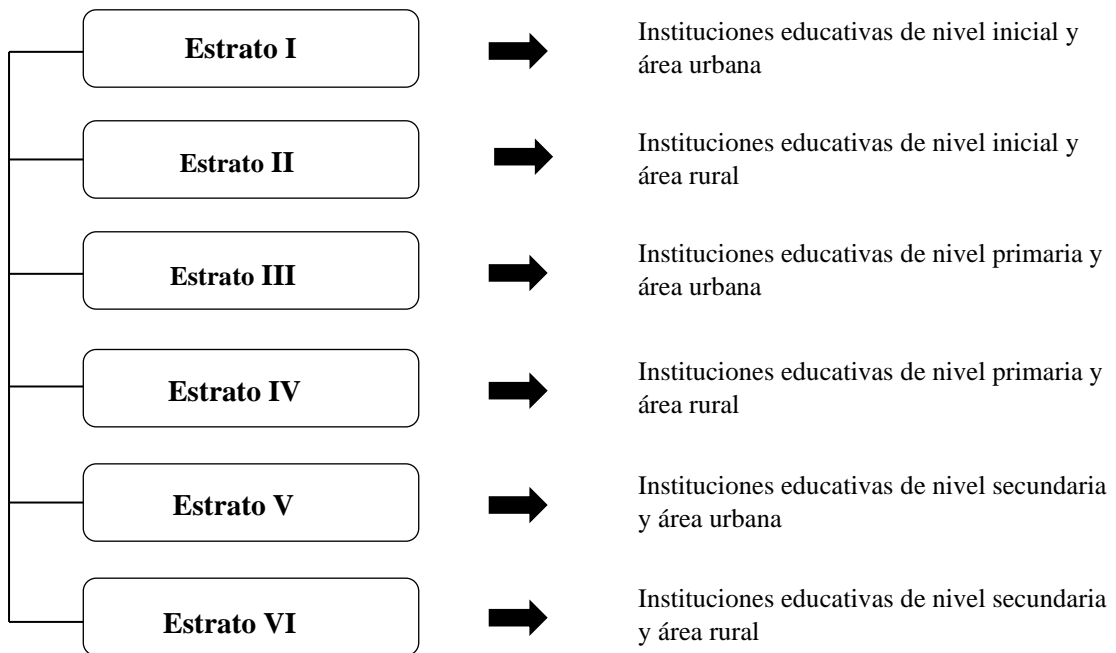 Estrato I
Instituciones educativas de nivel inicial y
área urbana
Estrato II
Instituciones educativas de nivel inicial y
área rural
Estrato III
Instituciones educativas de nivel primaria y
área urbana
Estrato IV
Instituciones educativas de nivel primaria y
área rural
Estrato V
Instituciones educativas de nivel secundaria
y área urbana
Estrato VI
Instituciones educativas de nivel secundaria
y área rural